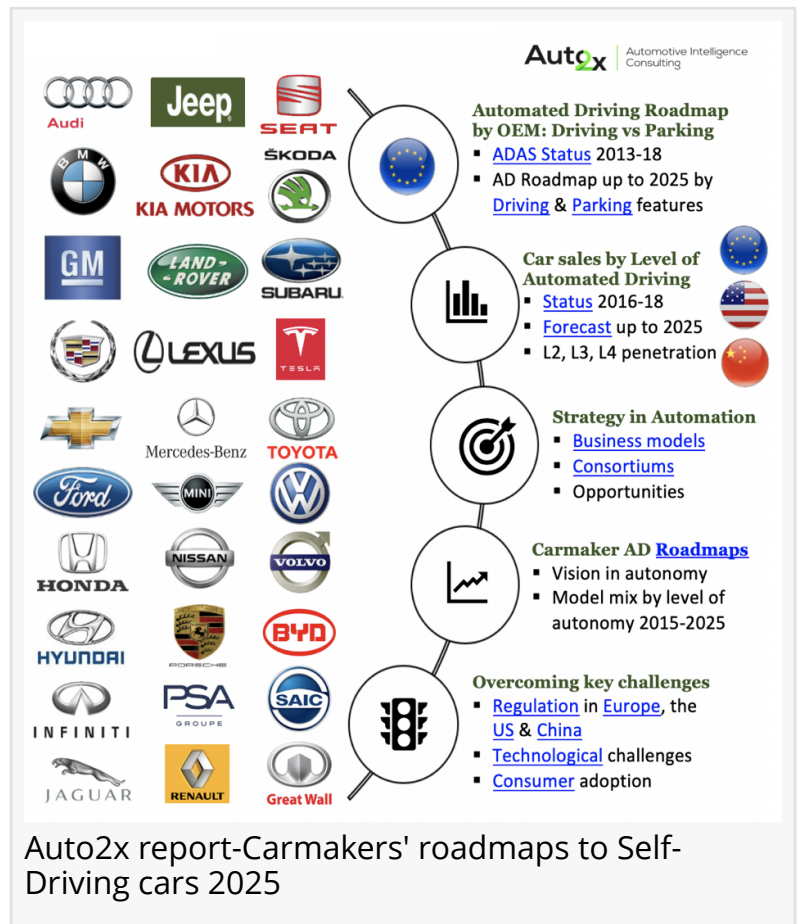 Auto2x
Automotive Intelligence
Consulting
Audi
Jeep
SEAT
BMW
KIA
KIA MOTORS
ŠKODA
GM
LAND-
ROVER
SUBARU
LEXUS
TESLA
Mercedes-Benz
TOYOTA
Ford
MINI
HONDA
NISSAN
VOLVO
HYUNDAI
PORSCHE
BYD
INFINITI
PSA
GROUPE
SAIC
JAGUAR
RENAULT
Great Wall
Automated Driving Roadmap
by OEM: Driving vs Parking
▪ ADAS Status 2013-18
▪ AD Roadmap up to 2025 by
Driving & Parking features
Car sales by Level of
Automated Driving
▪ Status 2016-18
▪ Forecast up to 2025
▪ L2, L3, L4 penetration
Strategy in Automation
▪ Business models
▪ Consortiums
▪ Opportunities
Carmaker AD Roadmaps
▪ Vision in autonomy
▪ Model mix by level of
autonomy 2015-2025
Overcoming key challenges
▪ Regulation in Europe, the
US & China
▪ Technological challenges
▪ Consumer adoption
Auto2x report-Carmakers' roadmaps to Self-
Driving cars 2025